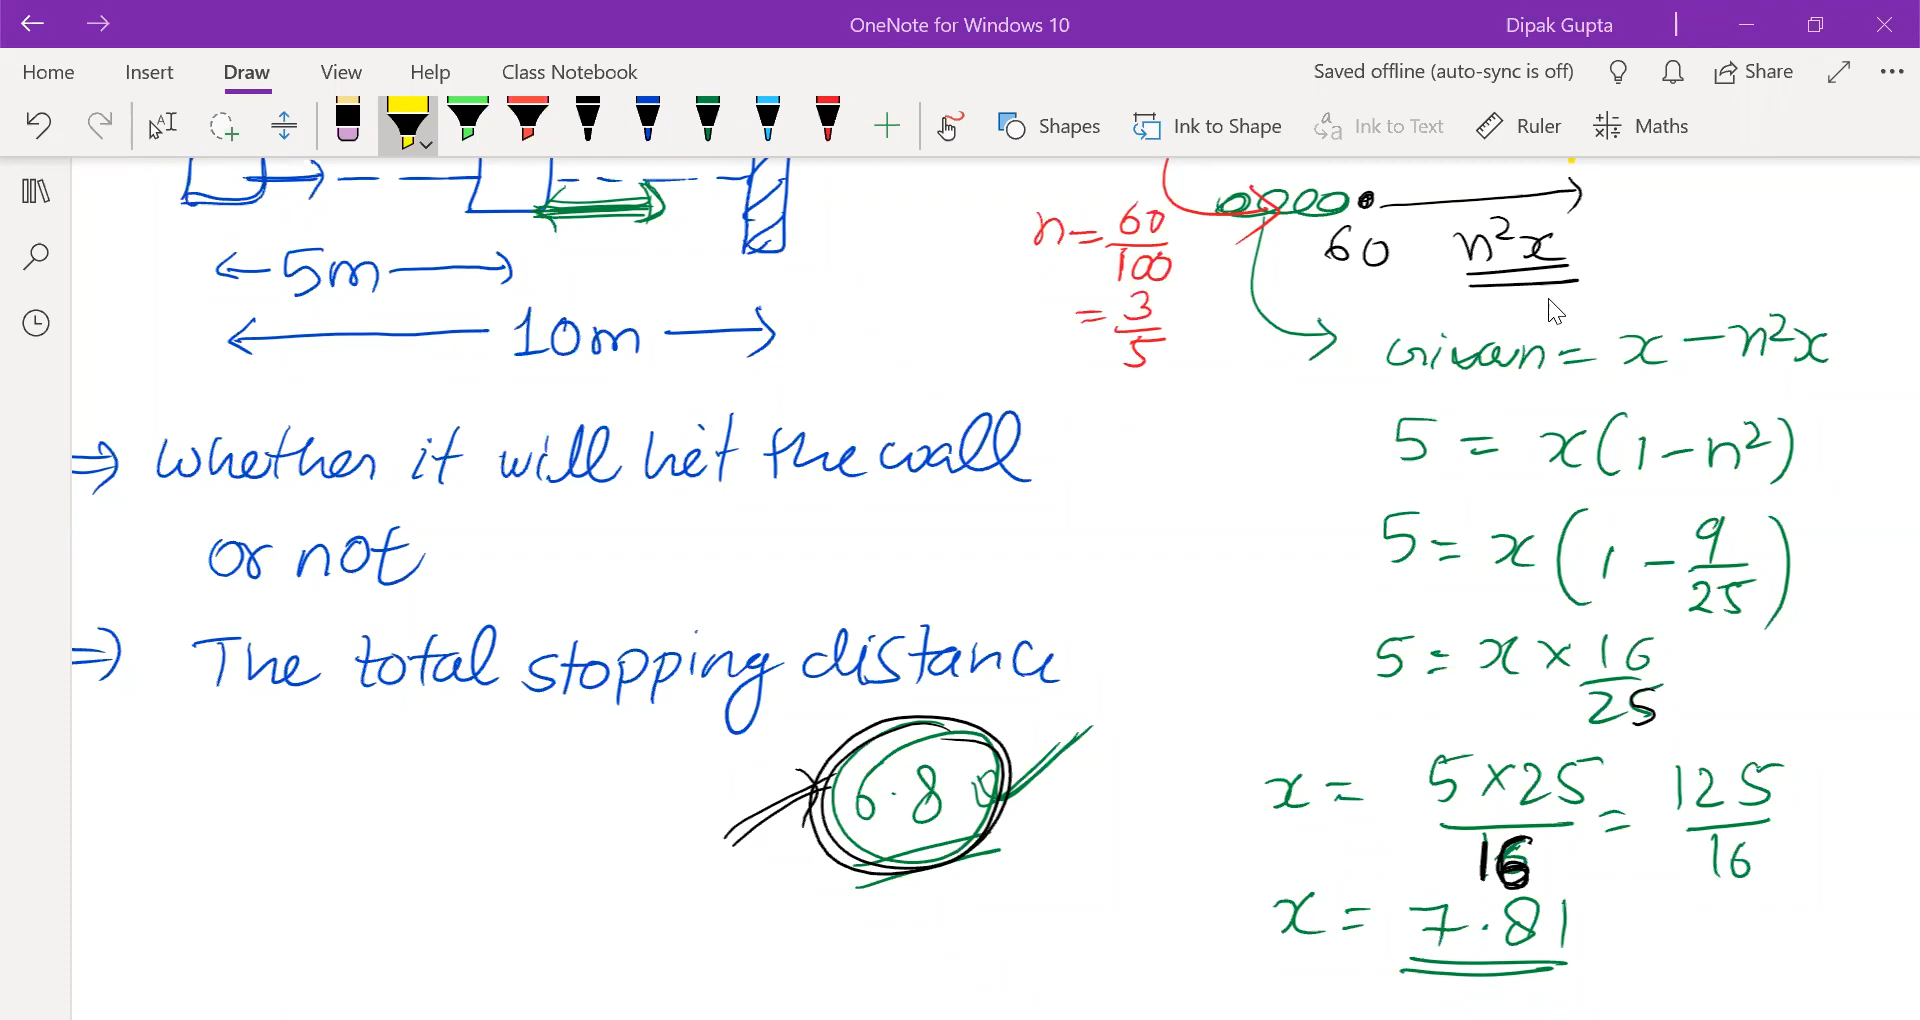 OneNote for Windows 10
Dipak Gupta
Home Insert Draw View Help Class Notebook
Saved offline (auto-sync is off) Share
Shapes Ink to Shape Ink to Text Ruler Maths
5m
10m
⇒ Whether it will hit the wall
or not
⇒ The total stopping distance
6.8
n = 60/100
= 3/5
60 n²x
Given = x - n²x
5 = x(1 - n²)
5 = x(1 - 9/25)
5 = x × 16/25
x = 5×25/16 = 125/16
x = 7.81